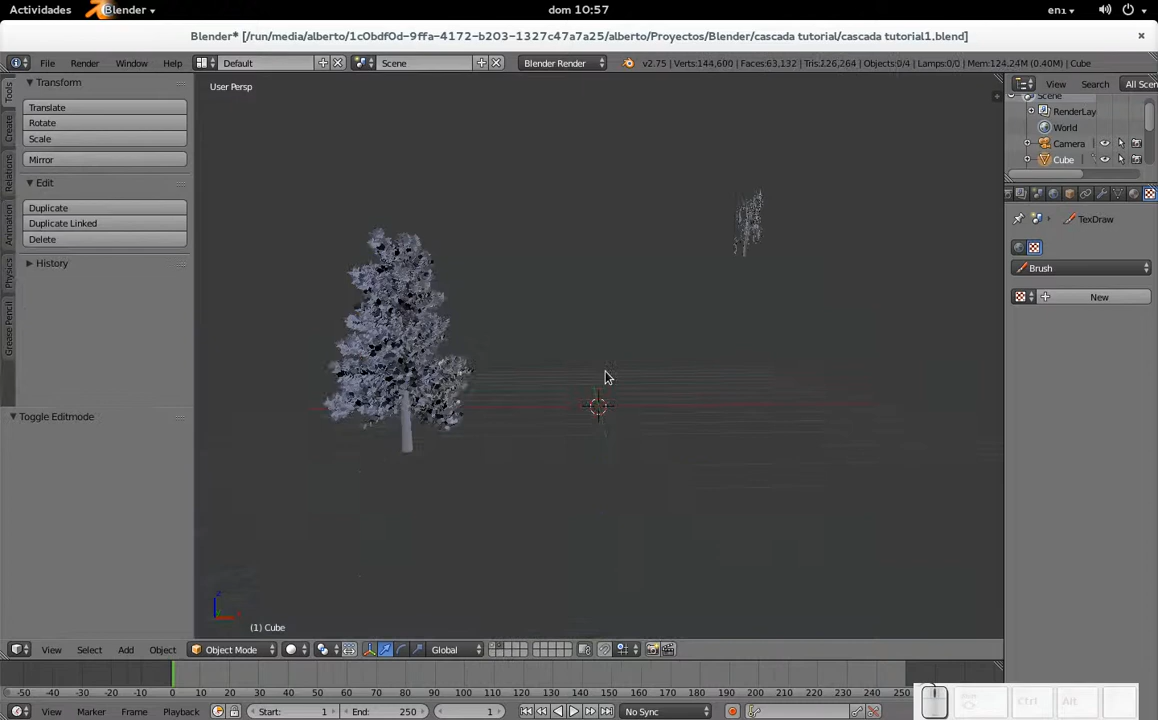 Actividades Blender dom 10:57 en1
Blender* [/run/media/alberto/1c0bdf0d-9ffa-4172-b203-1327c47a7a25/alberto/Proyectos/Blender/cascada tutorial/cascada tutorial1.blend] ×
File Render Window Help Default Scene Blender Render v2.75 | Verts:144,600 | Faces:63,132 | Tris:126,264 | Objects:0/4 | Lamps:0/0 | Mem:124.24M (0.40M) | Cube
Transform
Translate
Rotate
Scale
Mirror
Edit
Duplicate
Duplicate Linked
Delete
History
Toggle Editmode
Tools
Create
Relations
Animation
Physics
Grease Pencil
User Persp
(1) Cube
View Search All Scen
Scene
RenderLay
World
Camera
Cube
TexDraw
Brush
New
View Select Add Object Object Mode Global
-50 -40 -30 -20 -10 0 10 20 30 40 50 60 70 80 90 100 110 120 130 140 150 160 170 180 190 200 210 220 230 240 250
View Marker Frame Playback Start: 1 End: 250 1 No Sync
Ctrl Alt